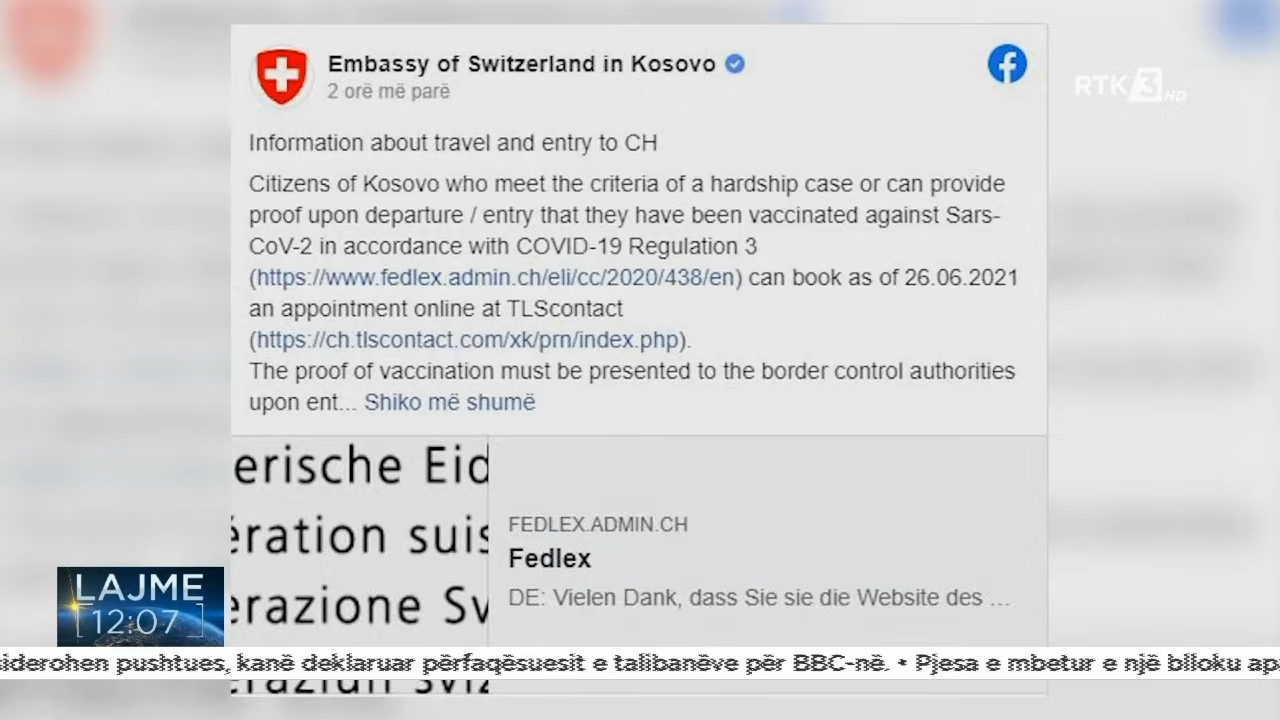 Embassy of Switzerland in Kosovo
2 orë më parë
RTK 3 HD
Information about travel and entry to CH
Citizens of Kosovo who meet the criteria of a hardship case or can provide
proof upon departure / entry that they have been vaccinated against Sars-
CoV-2 in accordance with COVID-19 Regulation 3
(https://www.fedlex.admin.ch/eli/cc/2020/438/en) can book as of 26.06.2021
an appointment online at TLScontact
(https://ch.tlscontact.com/xk/prn/index.php).
The proof of vaccination must be presented to the border control authorities
upon ent... Shiko më shumë
erische Eid
ération suis
erazione Sv
FEDLEX.ADMIN.CH
Fedlex
DE: Vielen Dank, dass Sie sie die Website des ...
LAJME
12:07
siderohen pushtues, kanë deklaruar përfaqësuesit e talibanëve për BBC-në. • Pjesa e mbetur e një blloku apa